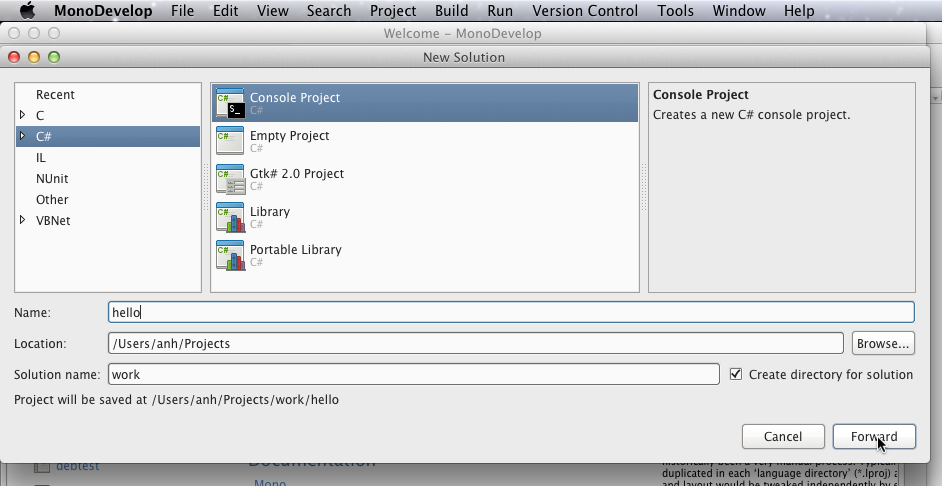 MonoDevelop File Edit View Search Project Build Run Version Control Tools Window Help
Welcome – MonoDevelop
New Solution
Recent
C
C#
IL
NUnit
Other
VBNet
Console Project
C#
Empty Project
C#
Gtk# 2.0 Project
C#
Library
C#
Portable Library
C#
Console Project
Creates a new C# console project.
Name: hello
Location: /Users/anh/Projects Browse...
Solution name: work Create directory for solution
Project will be saved at /Users/anh/Projects/work/hello
Cancel Forward
debtest
Documentation
Mono
duplicated in each 'language directory' (*.lproj) a
and layout would be tweaked independently by